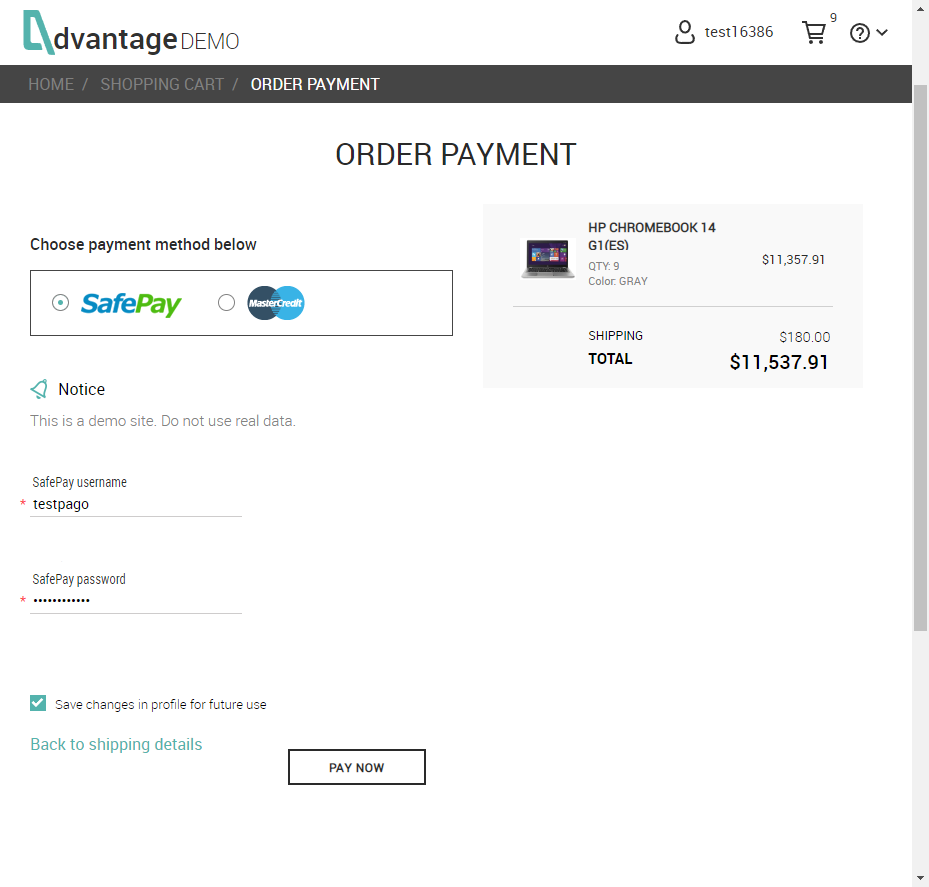 AdvantageDEMO
test16386
9
HOME / SHOPPING CART / ORDER PAYMENT
ORDER PAYMENT
Choose payment method below
SafePay
MasterCredit
HP CHROMEBOOK 14
G1(ES)
QTY: 9
Color: GRAY
$11,357.91
SHIPPING $180.00
TOTAL $11,537.91
Notice
This is a demo site. Do not use real data.
SafePay username
* testpago
SafePay password
* ••••••••••••
Save changes in profile for future use
Back to shipping details
PAY NOW